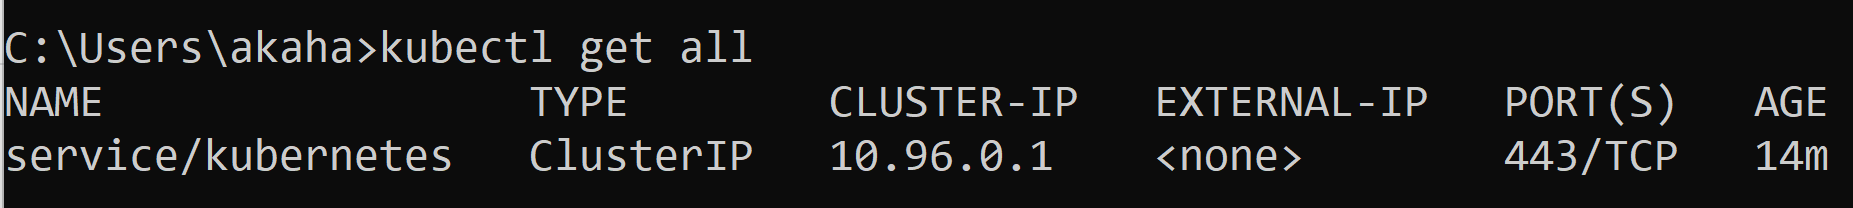 C:\Users\akaha>kubectl get all
NAME TYPE CLUSTER-IP EXTERNAL-IP PORT(S) AGE
service/kubernetes ClusterIP 10.96.0.1 <none> 443/TCP 14m